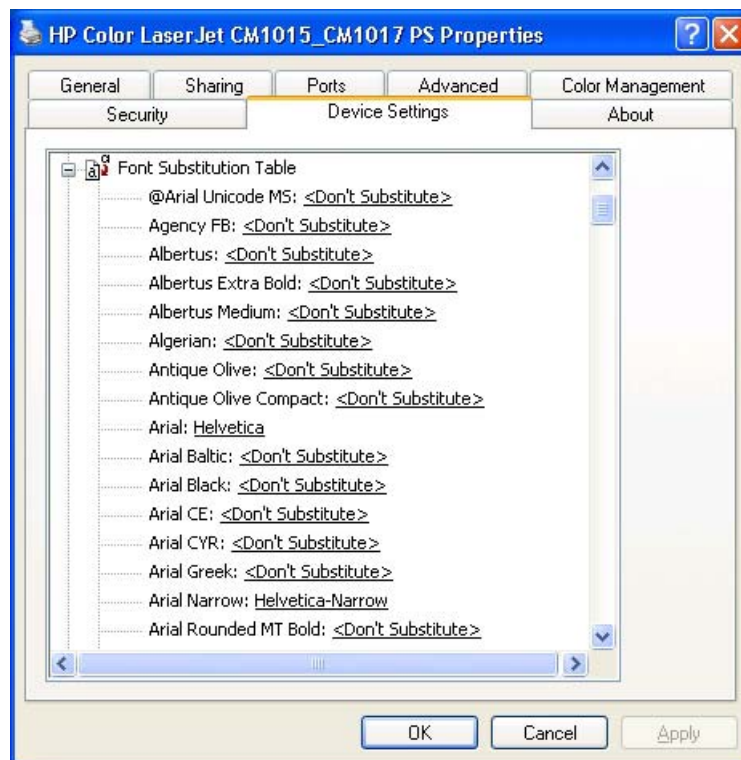 HP Color LaserJet CM1015_CM1017 PS Properties
General Sharing Ports Advanced Color Management
Security Device Settings About
Font Substitution Table
@Arial Unicode MS: <Don't Substitute>
Agency FB: <Don't Substitute>
Albertus: <Don't Substitute>
Albertus Extra Bold: <Don't Substitute>
Albertus Medium: <Don't Substitute>
Algerian: <Don't Substitute>
Antique Olive: <Don't Substitute>
Antique Olive Compact: <Don't Substitute>
Arial: Helvetica
Arial Baltic: <Don't Substitute>
Arial Black: <Don't Substitute>
Arial CE: <Don't Substitute>
Arial CYR: <Don't Substitute>
Arial Greek: <Don't Substitute>
Arial Narrow: Helvetica-Narrow
Arial Rounded MT Bold: <Don't Substitute>
OK Cancel Apply